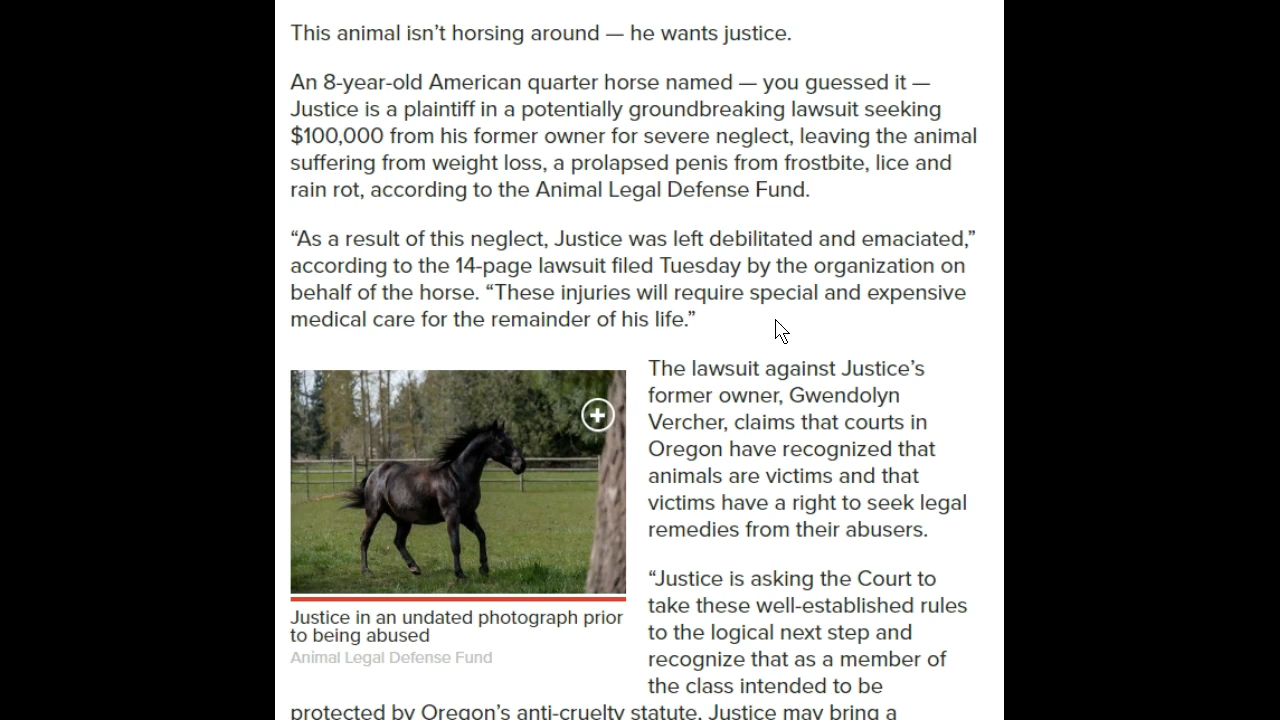 This animal isn’t horsing around — he wants justice.
An 8-year-old American quarter horse named — you guessed it —
Justice is a plaintiff in a potentially groundbreaking lawsuit seeking
$100,000 from his former owner for severe neglect, leaving the animal
suffering from weight loss, a prolapsed penis from frostbite, lice and
rain rot, according to the Animal Legal Defense Fund.
“As a result of this neglect, Justice was left debilitated and emaciated,”
according to the 14-page lawsuit filed Tuesday by the organization on
behalf of the horse. “These injuries will require special and expensive
medical care for the remainder of his life.”
The lawsuit against Justice’s
former owner, Gwendolyn
Vercher, claims that courts in
Oregon have recognized that
animals are victims and that
victims have a right to seek legal
remedies from their abusers.
Justice in an undated photograph prior
to being abused
Animal Legal Defense Fund
“Justice is asking the Court to
take these well-established rules
to the logical next step and
recognize that as a member of
the class intended to be
protected by Oregon’s anti-cruelty statute, Justice may bring a